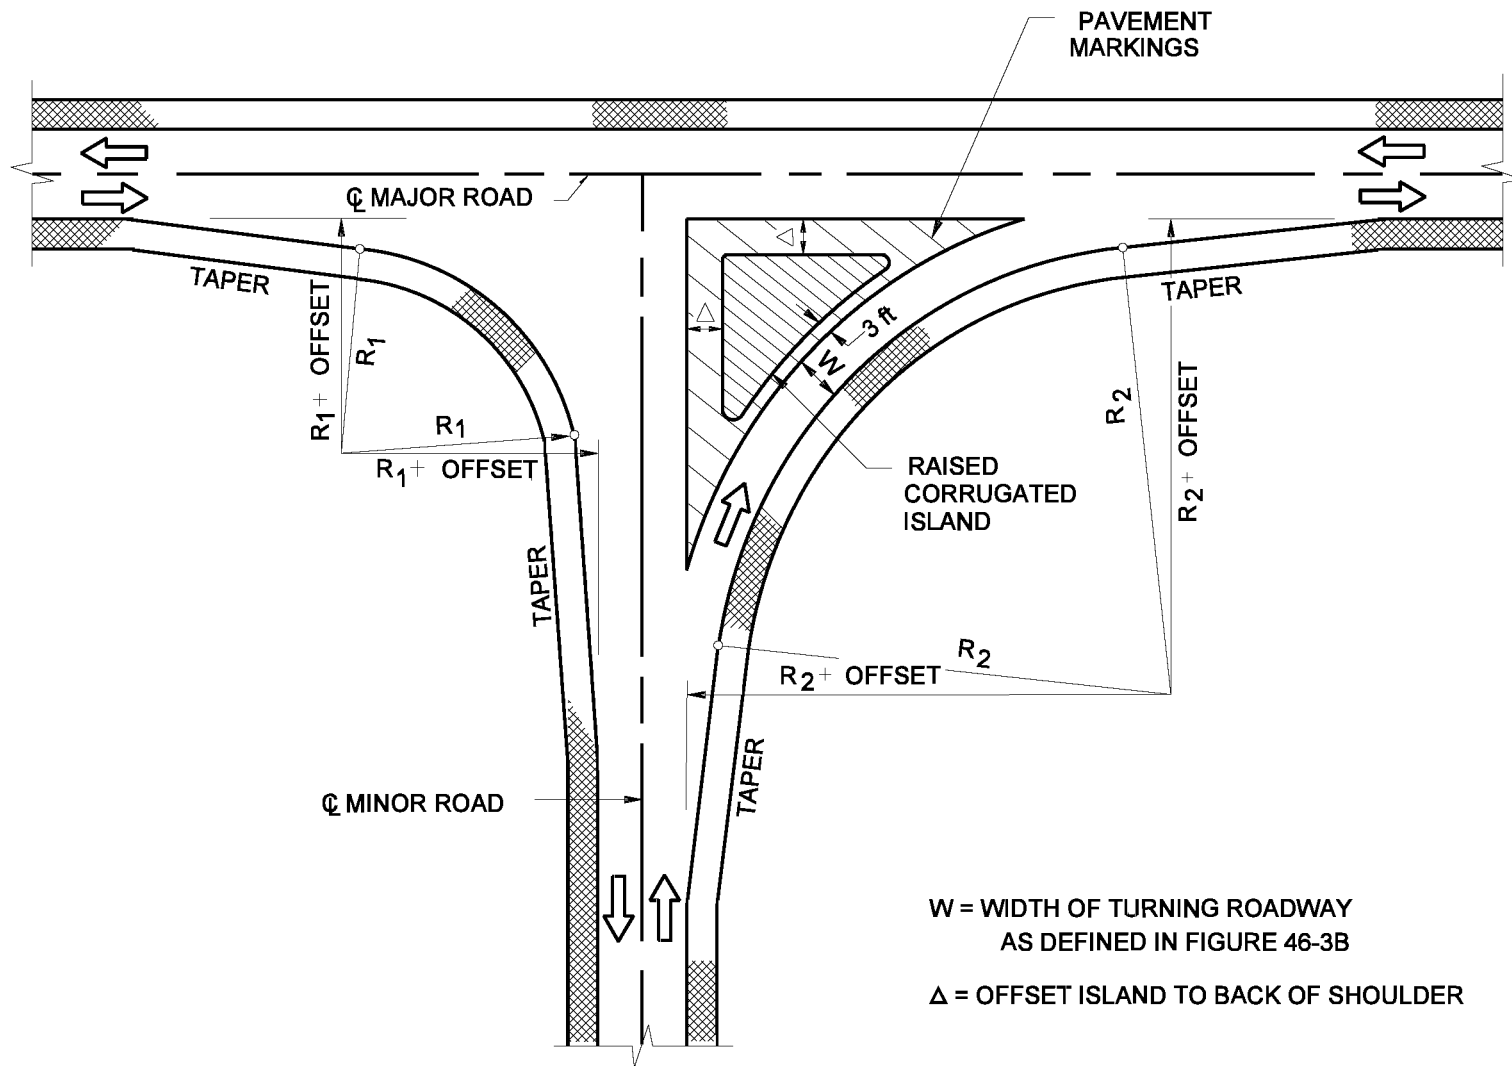 PAVEMENT
MARKINGS
℄ MAJOR ROAD
TAPER
R1 + OFFSET
R1
R1
R1 + OFFSET
TAPER
Δ
Δ
3 ft
W
TAPER
R2
R2 + OFFSET
RAISED
CORRUGATED
ISLAND
R2
R2 + OFFSET
TAPER
℄ MINOR ROAD
W = WIDTH OF TURNING ROADWAY
AS DEFINED IN FIGURE 46-3B
Δ = OFFSET ISLAND TO BACK OF SHOULDER